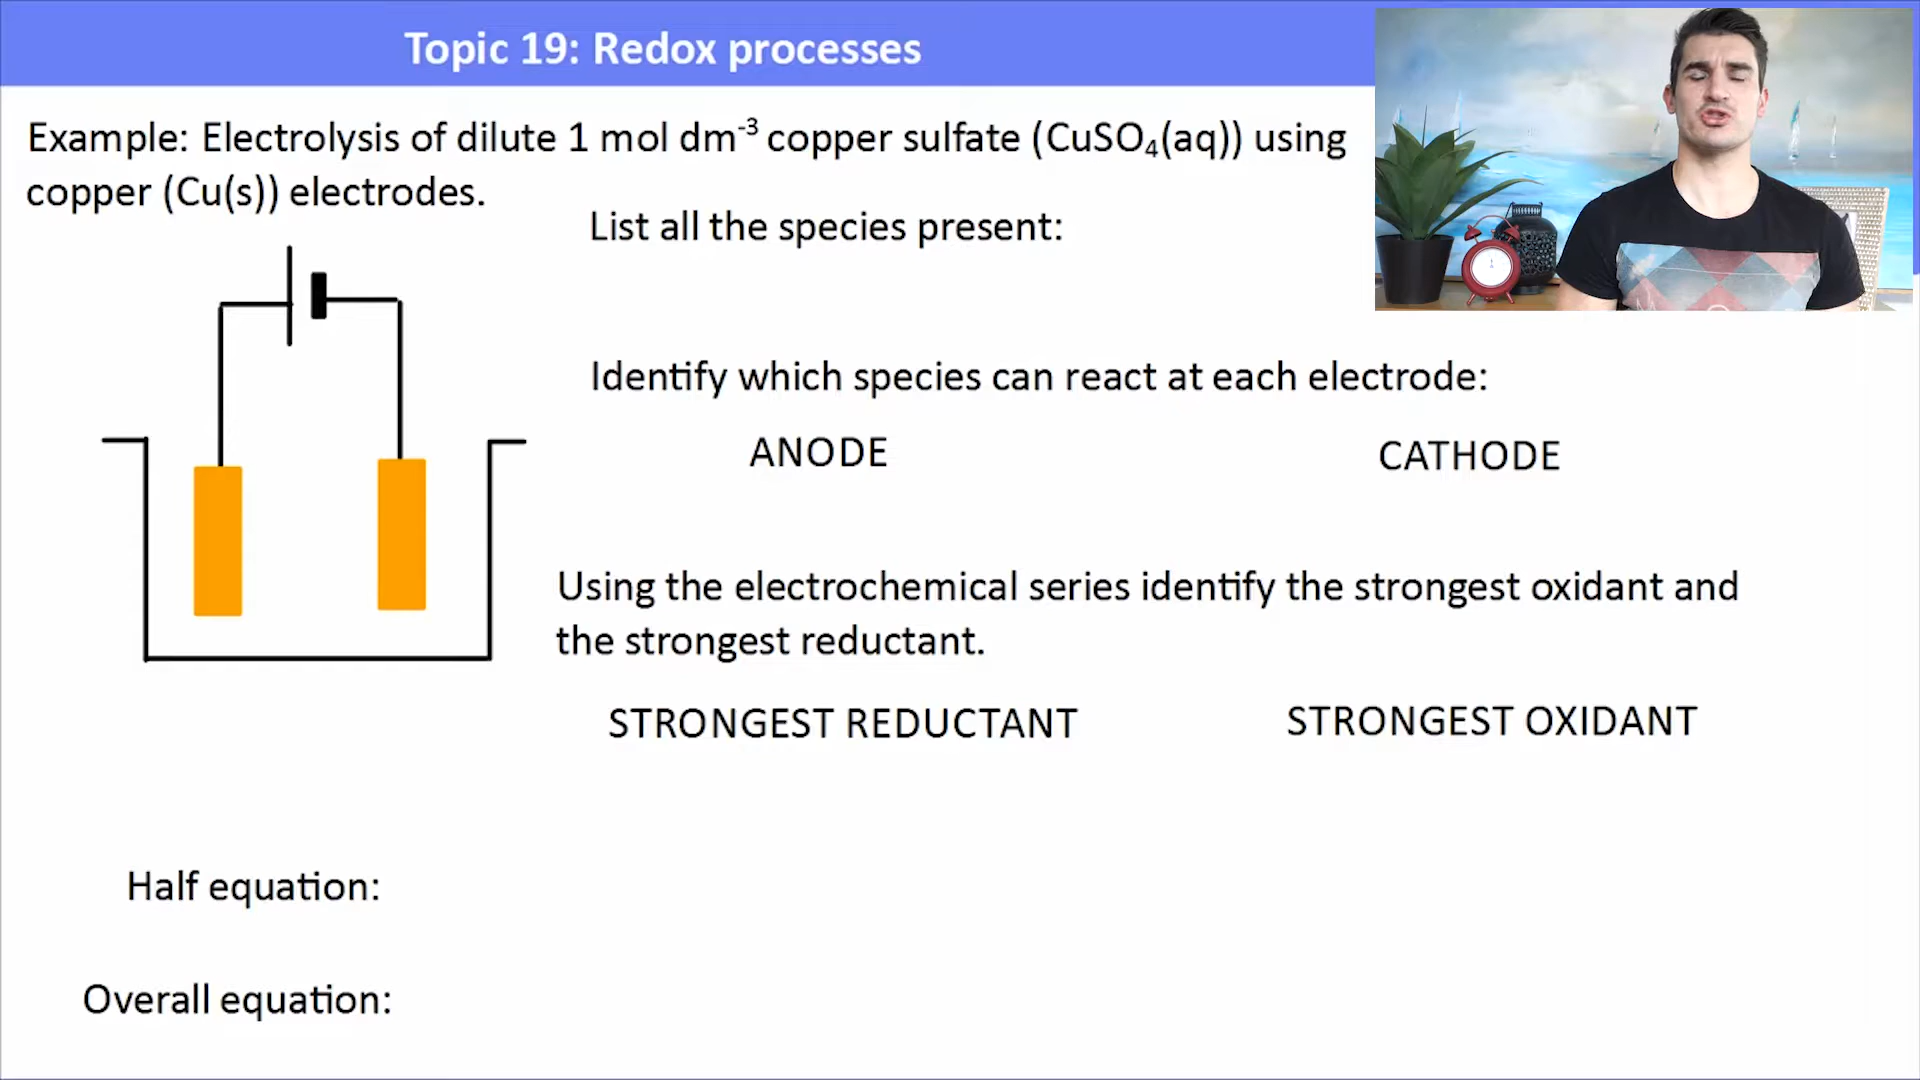 Topic 19: Redox processes
Example: Electrolysis of dilute 1 mol dm⁻³ copper sulfate (CuSO₄(aq)) using
copper (Cu(s)) electrodes.
List all the species present:
Identify which species can react at each electrode:
ANODE
CATHODE
Using the electrochemical series identify the strongest oxidant and
the strongest reductant.
STRONGEST REDUCTANT
STRONGEST OXIDANT
Half equation:
Overall equation: